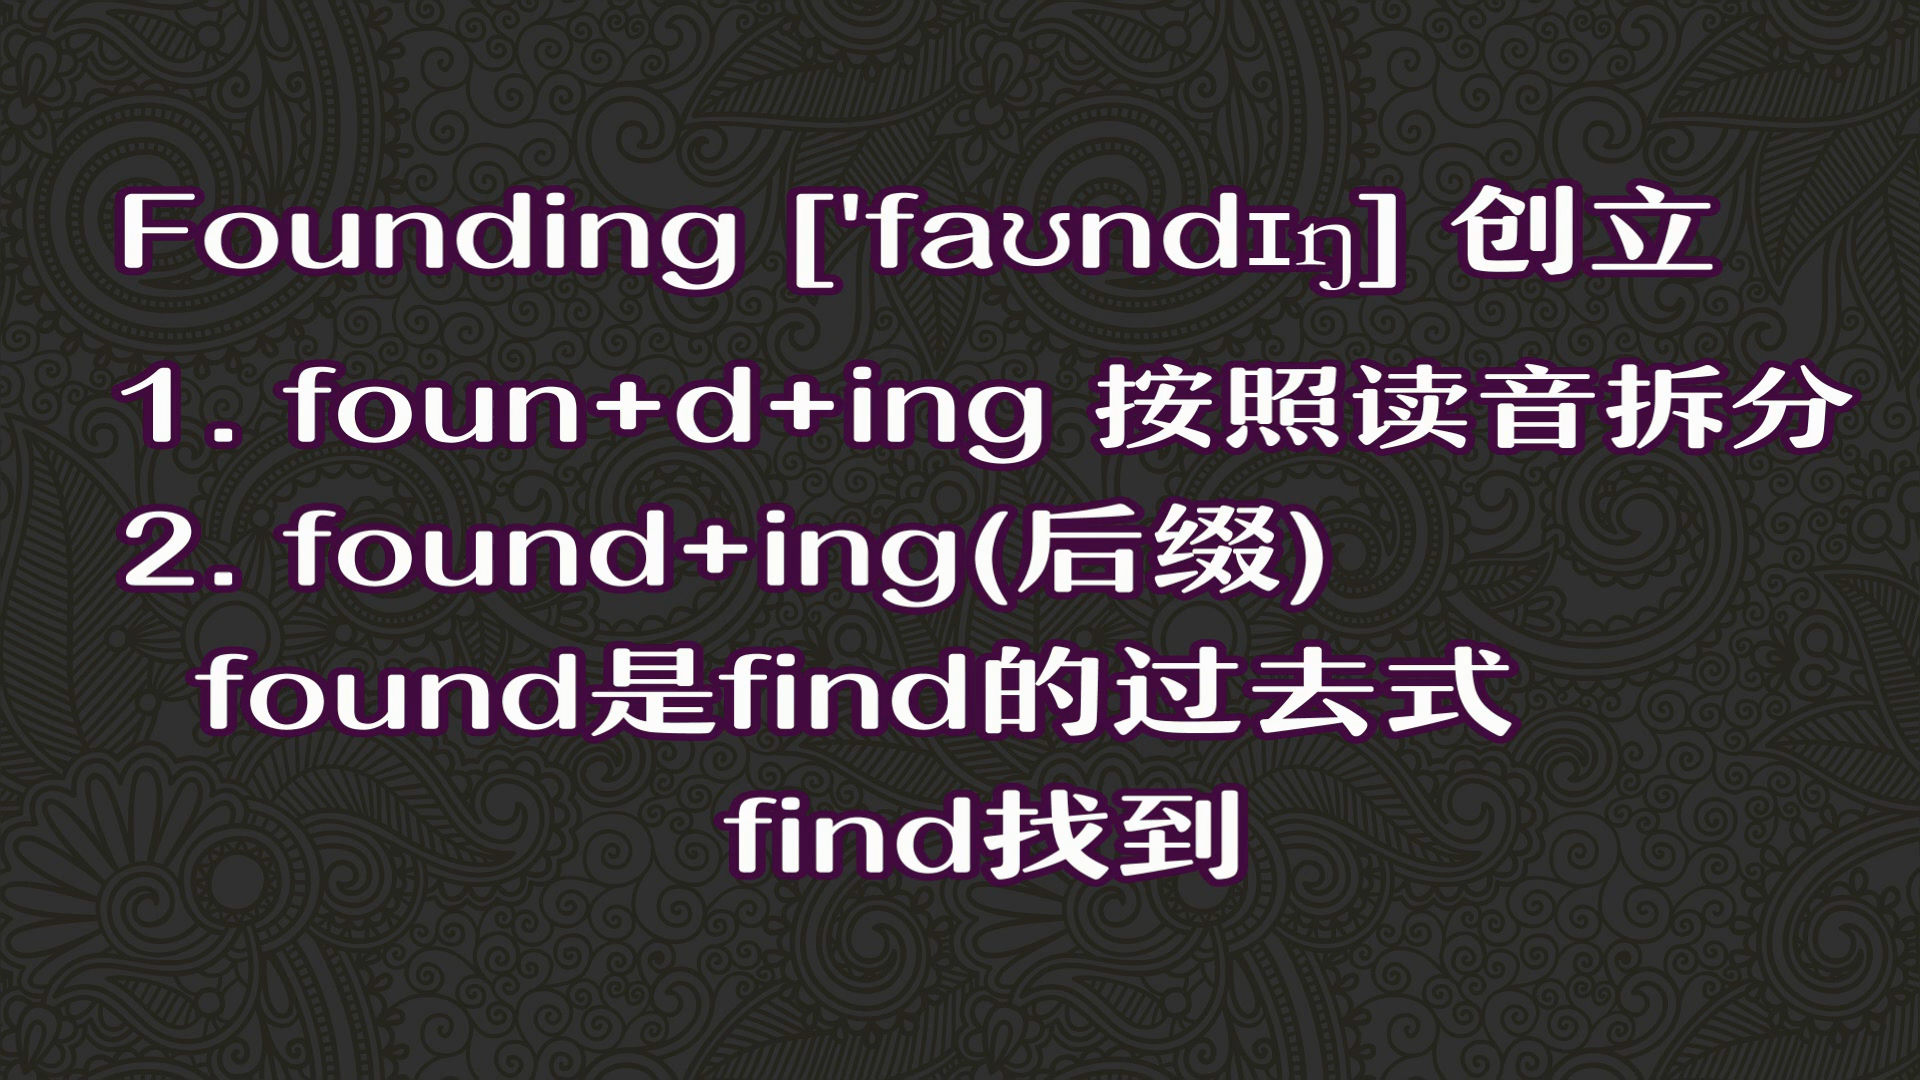 Founding ['faʊndɪŋ] 创立
1. foun+d+ing 按照读音拆分
2. found+ing(后缀)
found是find的过去式
find找到